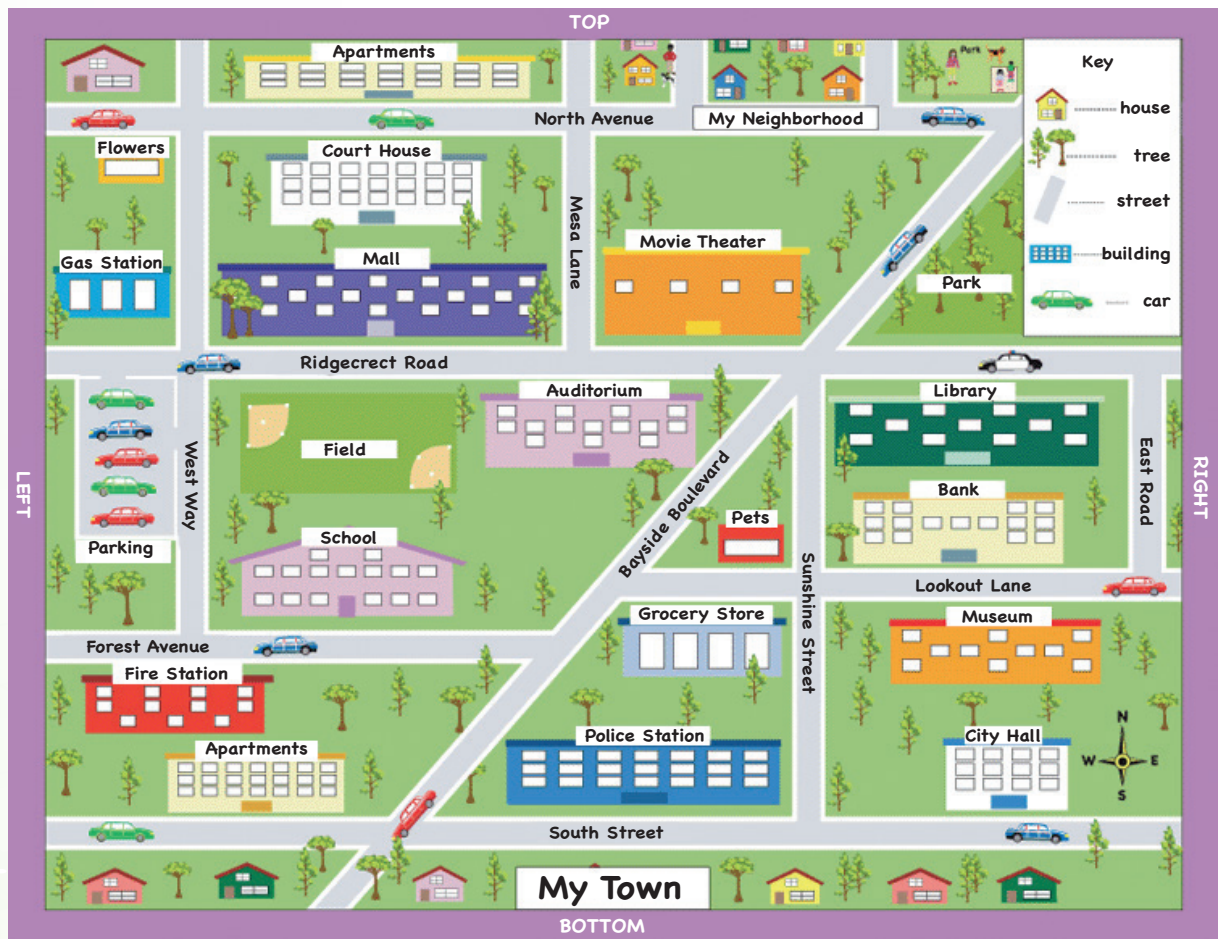 TOP
Apartments
Park
Key
house
tree
street
building
car
North Avenue
My Neighborhood
Flowers
Court House
Mesa Lane
Gas Station
Mall
Movie Theater
Park
Ridgecrect Road
Auditorium
Library
Field
West Way
LEFT
Bayside Boulevard
Pets
Bank
East Road
RIGHT
School
Parking
Sunshine Street
Lookout Lane
Grocery Store
Museum
Forest Avenue
Fire Station
Apartments
Police Station
City Hall
N
W
E
S
South Street
My Town
BOTTOM